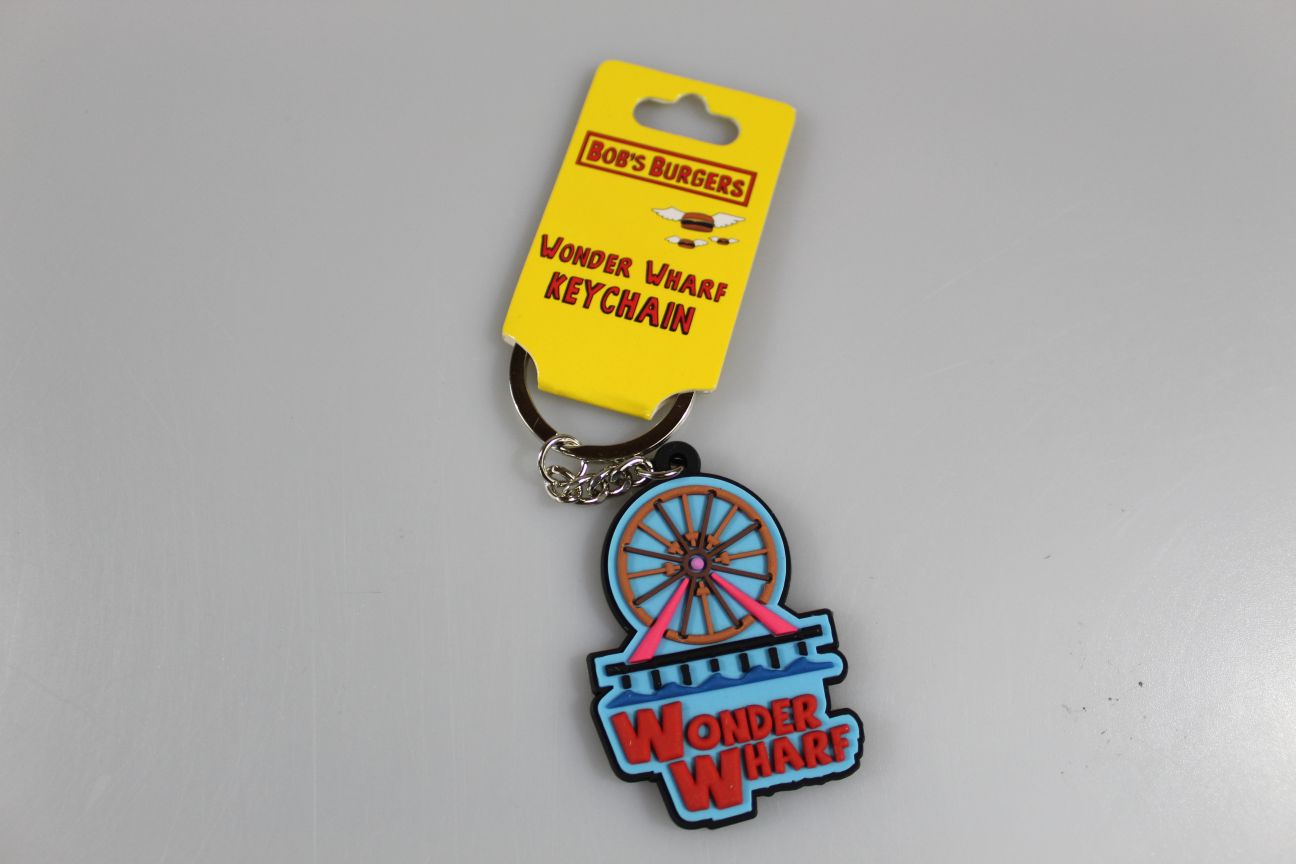 BOB'S BURGERS
WONDER WHARF
KEYCHAIN
WONDER
WHARF